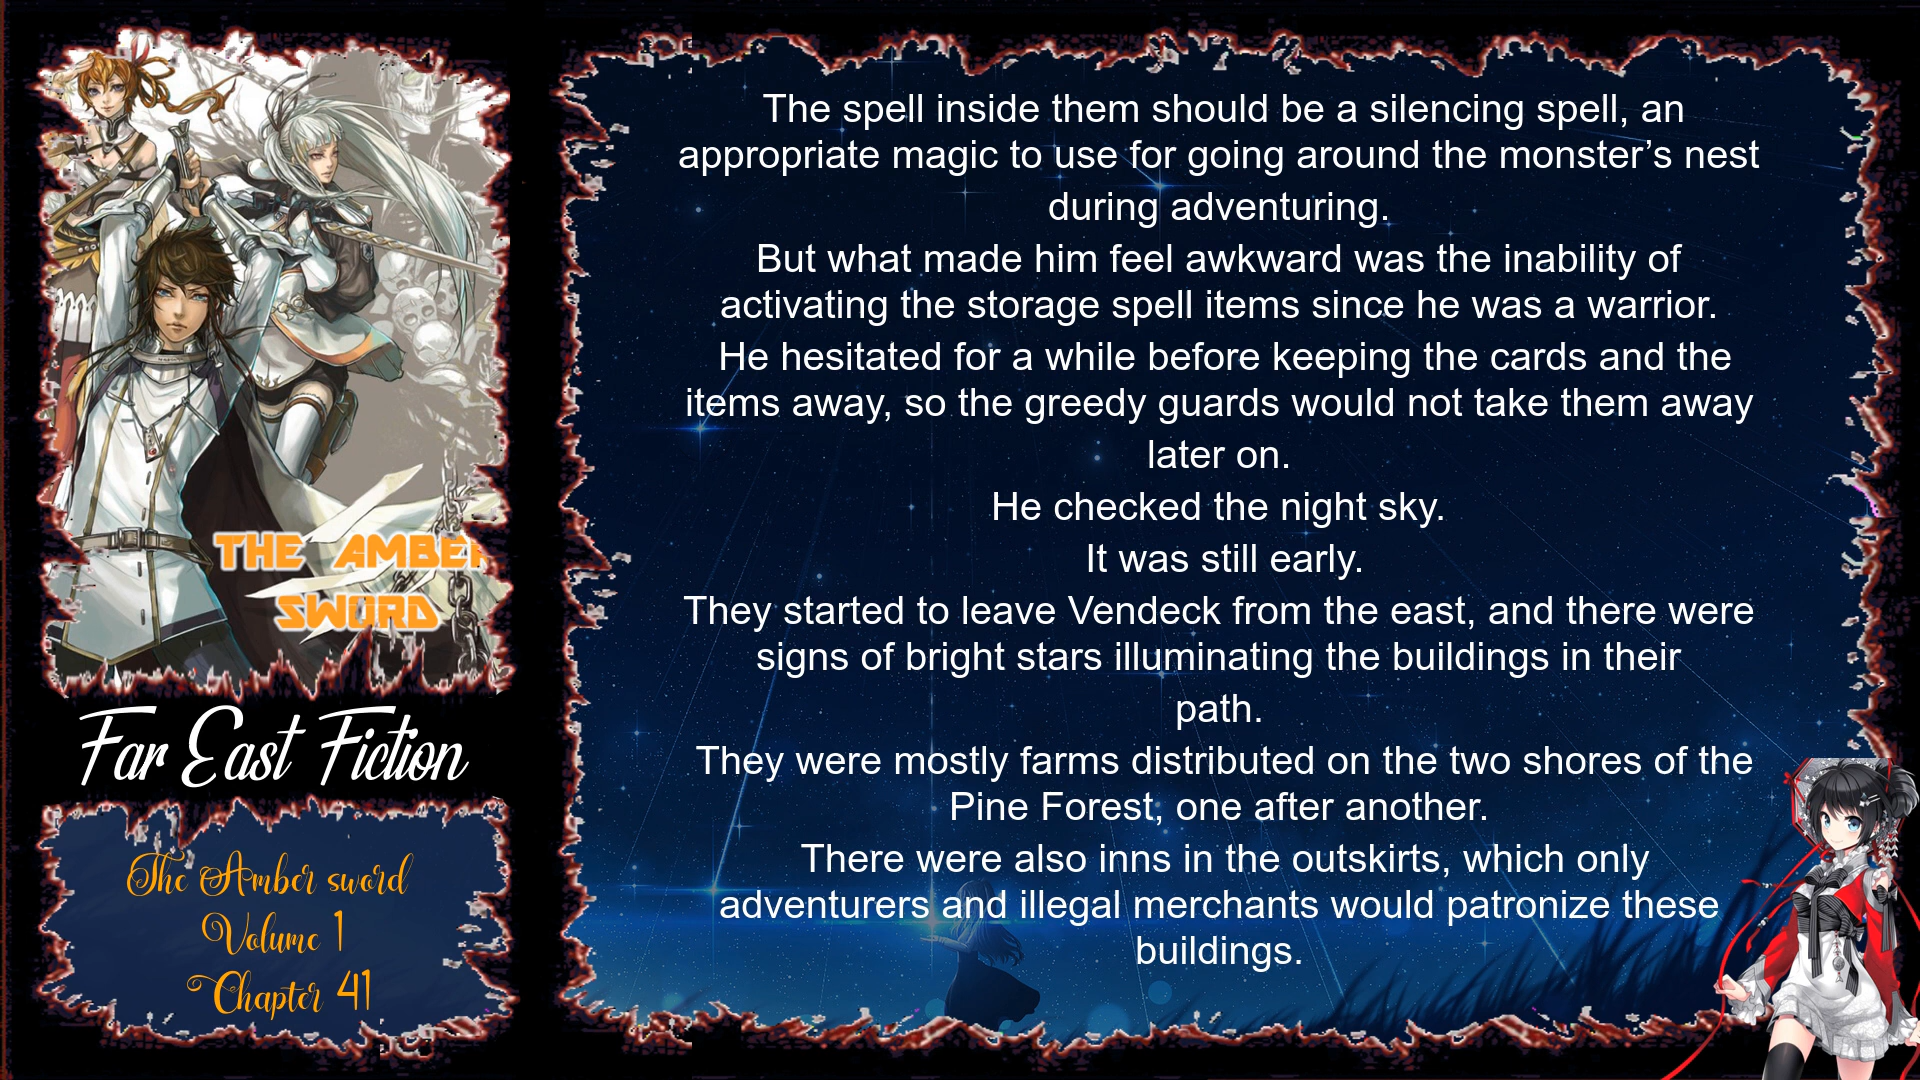 THE AMBER
SWORD
Far East Fiction
The Amber sword
Volume 1
Chapter 41
The spell inside them should be a silencing spell, an
appropriate magic to use for going around the monster’s nest
during adventuring.
But what made him feel awkward was the inability of
activating the storage spell items since he was a warrior.
He hesitated for a while before keeping the cards and the
items away, so the greedy guards would not take them away
later on.
He checked the night sky.
It was still early.
They started to leave Vendeck from the east, and there were
signs of bright stars illuminating the buildings in their
path.
They were mostly farms distributed on the two shores of the
Pine Forest, one after another.
There were also inns in the outskirts, which only
adventurers and illegal merchants would patronize these
buildings.